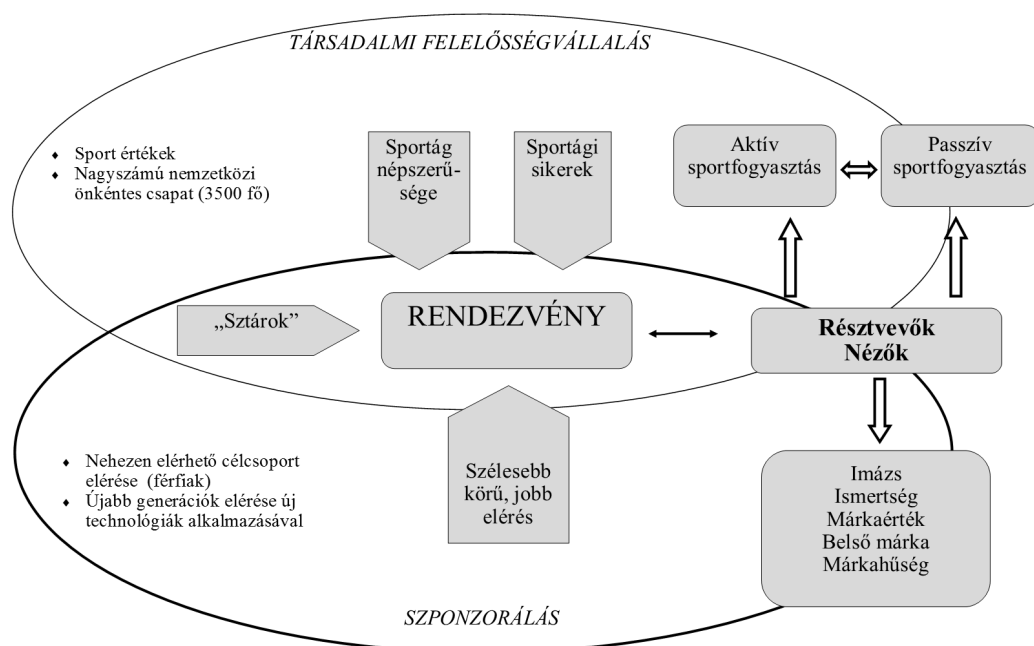 TÁRSADALMI FELELŐSSÉGVÁLLALÁS
♦ Sport értékek
♦ Nagyszámú nemzetközi
önkéntes csapat (3500 fő)
Sportág
népszerű-
sége
Sportági
sikerek
Aktív
sportfogyasztás
Passzív
sportfogyasztás
„Sztárok”
RENDEZVÉNY
Résztvevők
Nézők
♦ Nehezen elérhető célcsoport
elérése (férfiak)
♦ Újabb generációk elérése új
technológiák alkalmazásával
Szélesebb
körű, jobb
elérés
Imázs
Ismertség
Márkaérték
Belső márka
Márkahűség
SZPONZORÁLÁS